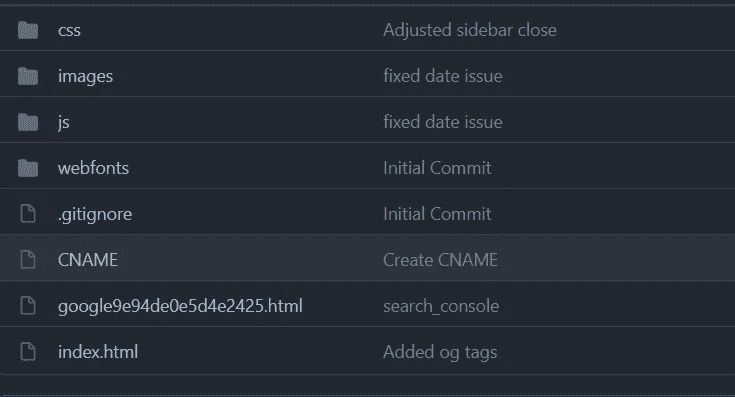 css Adjusted sidebar close
images fixed date issue
js fixed date issue
webfonts Initial Commit
.gitignore Initial Commit
CNAME Create CNAME
google9e94de0e5d4e2425.html search_console
index.html Added og tags